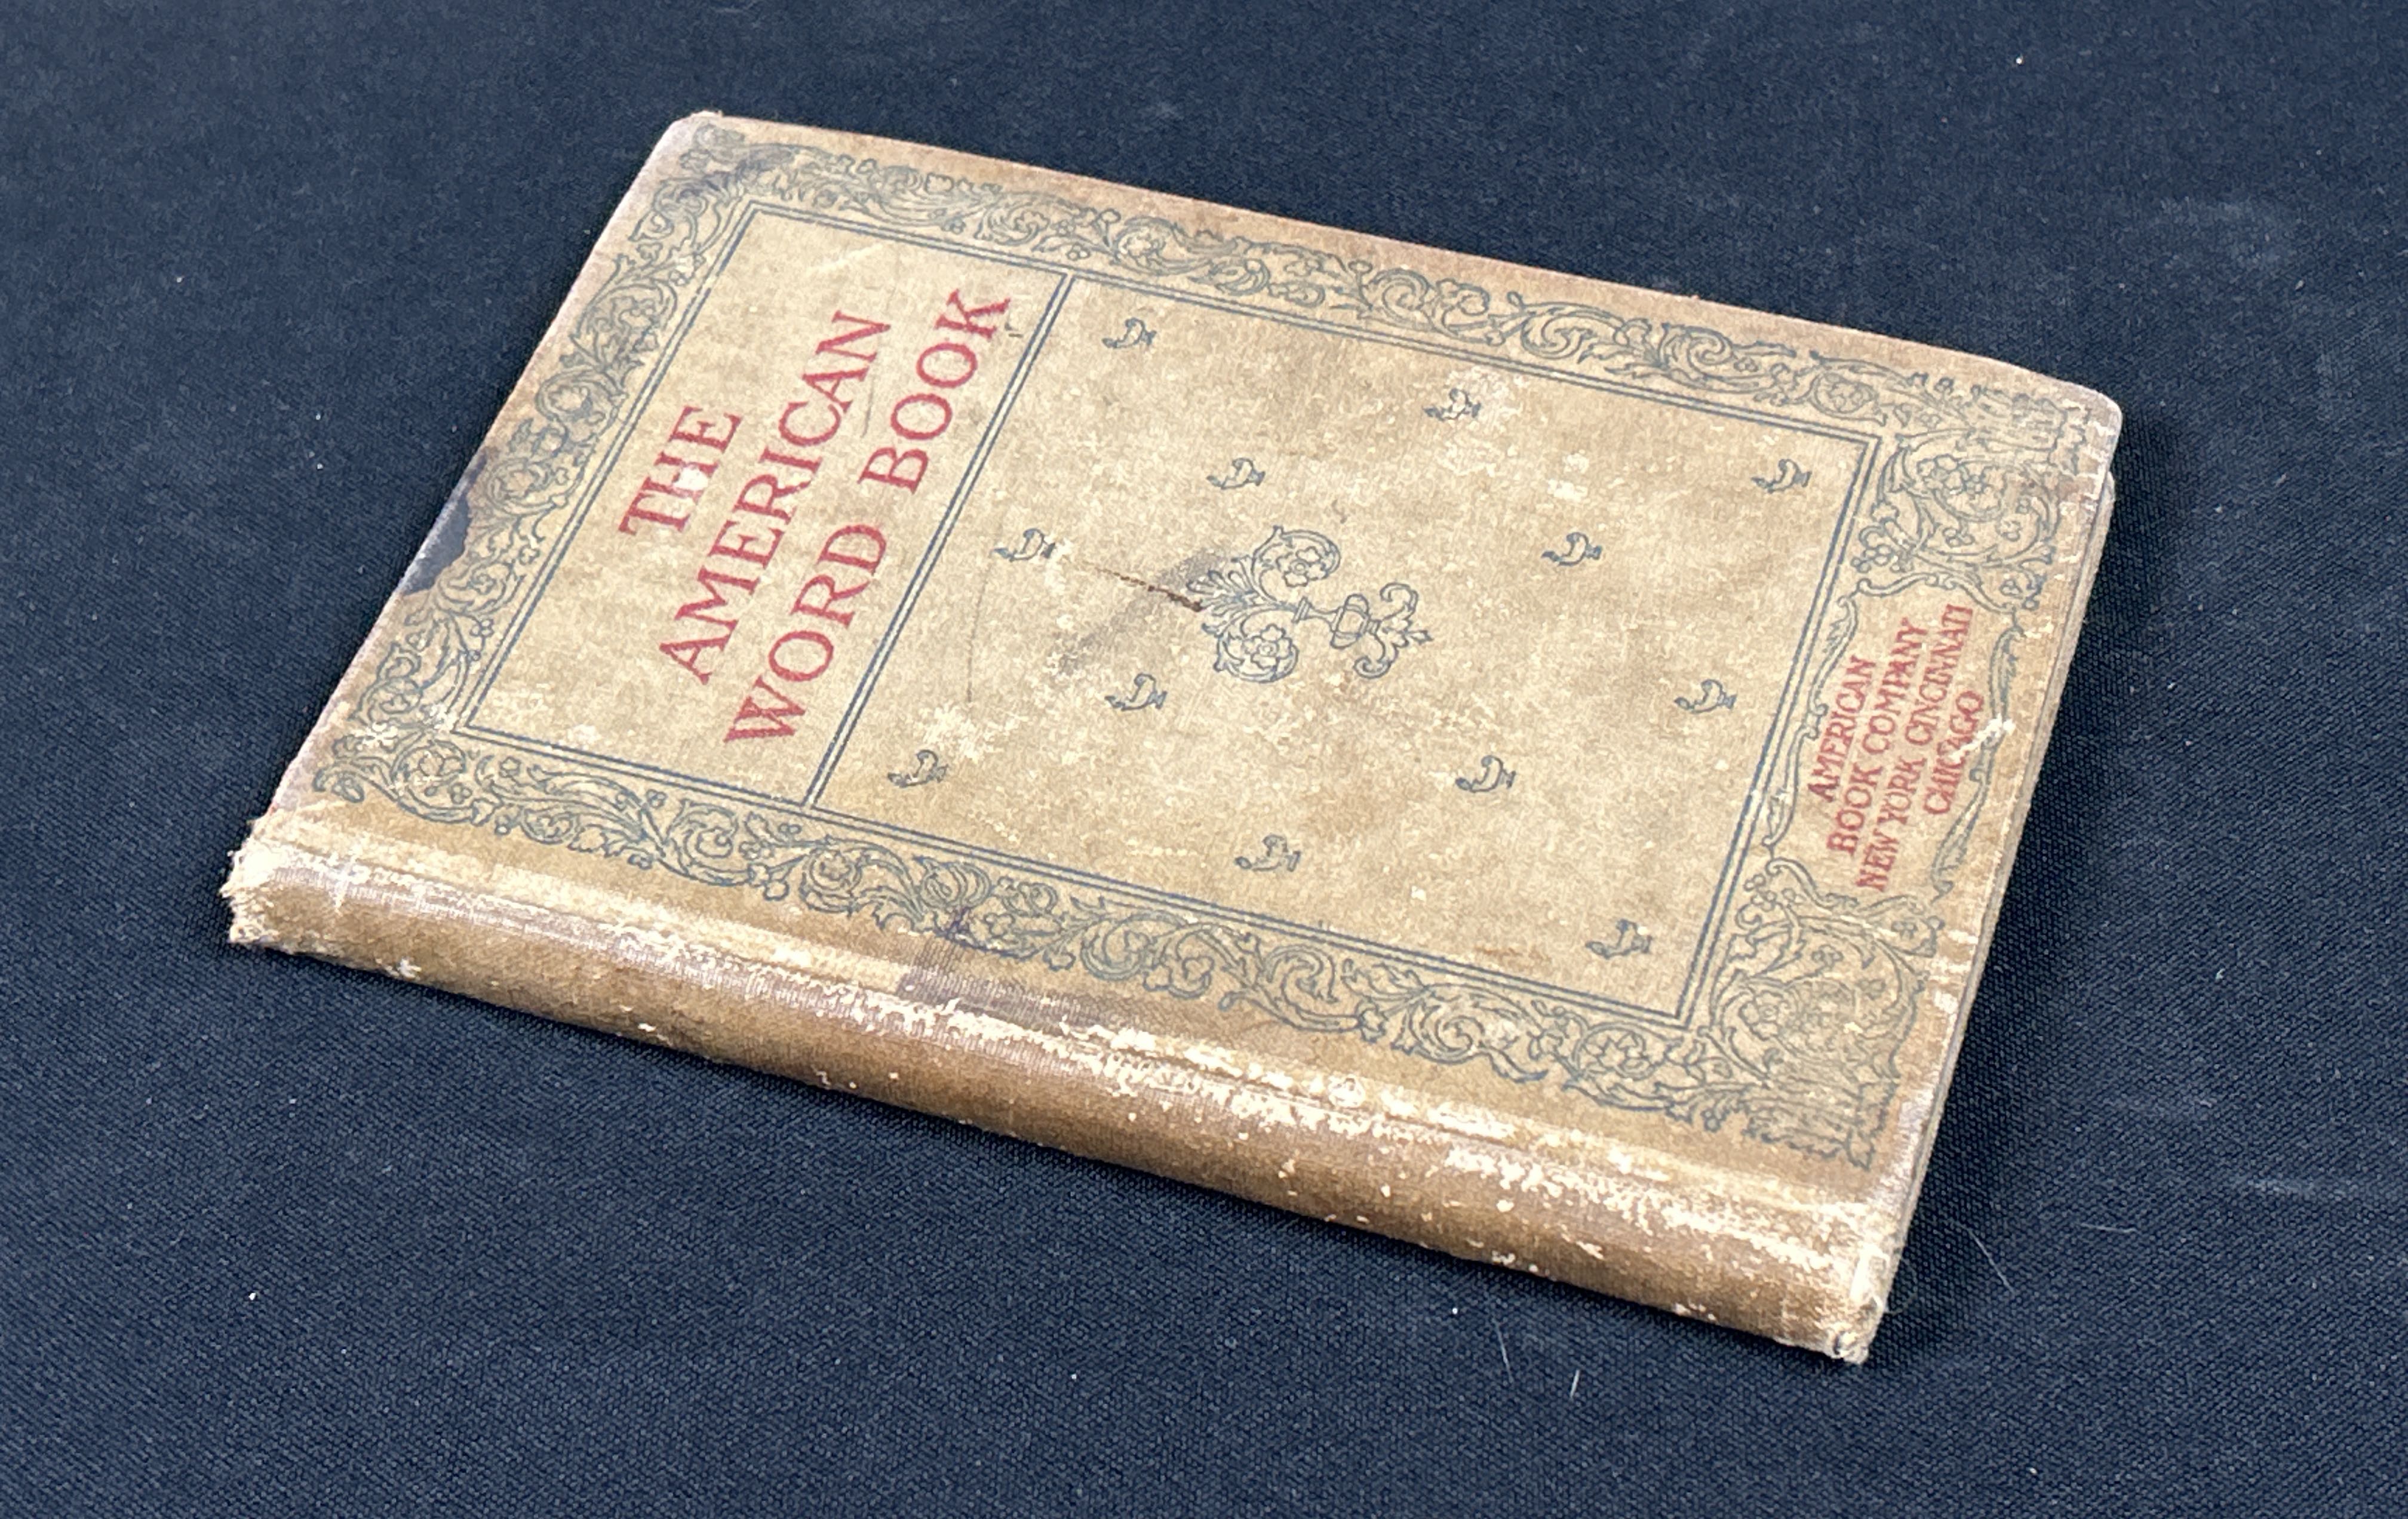 THE
AMERICAN
WORD BOOK
AMERICAN
BOOK COMPANY
NEW YORK CINCINNATI
CHICAGO